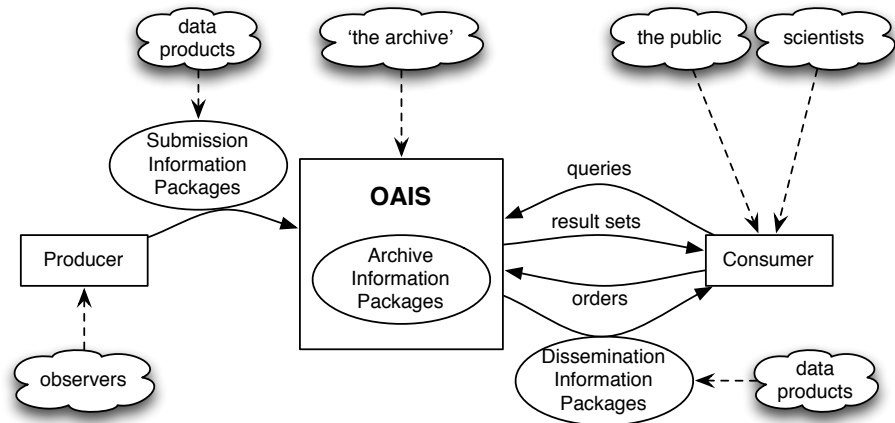 data
products
‘the archive’
the public
scientists
Submission
Information
Packages
OAIS
queries
result sets
Producer
Archive
Information
Packages
Consumer
orders
observers
Dissemination
Information
Packages
data
products